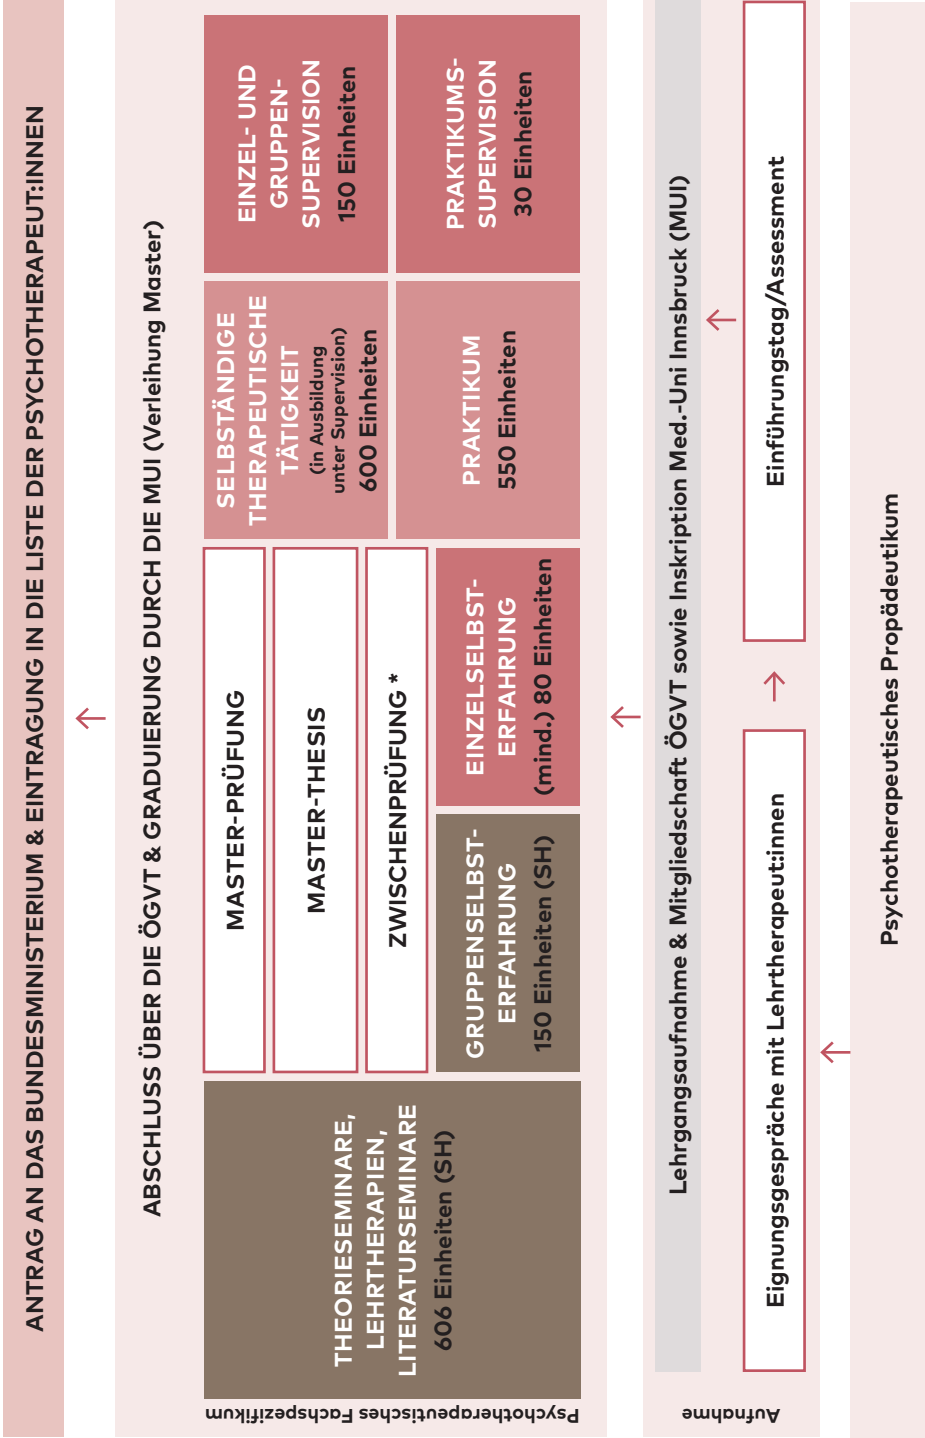 ANTRAG AN DAS BUNDESMINISTERIUM & EINTRAGUNG IN DIE LISTE DER PSYCHOTHERAPEUT:INNEN
ABSCHLUSS ÜBER DIE ÖGVT & GRADUIERUNG DURCH DIE MUI (Verleihung Master)
Psychotherapeutisches Fachspezifikum
THEORIESEMINARE,
LEHRTHERAPIEN,
LITERATURSEMINARE
606 Einheiten (SH)
MASTER-PRÜFUNG
MASTER-THESIS
ZWISCHENPRÜFUNG *
GRUPPENSELBST-
ERFAHRUNG
150 Einheiten (SH)
EINZELSELBST-
ERFAHRUNG
(mind.) 80 Einheiten
SELBSTÄNDIGE
THERAPEUTISCHE
TÄTIGKEIT
(in Ausbildung
unter Supervision)
600 Einheiten
PRAKTIKUM
550 Einheiten
EINZEL- UND
GRUPPEN-
SUPERVISION
150 Einheiten
PRAKTIKUMS-
SUPERVISION
30 Einheiten
Aufnahme
Lehrgangsaufnahme & Mitgliedschaft ÖGVT sowie Inskription Med.-Uni Innsbruck (MUI)
Eignungsgespräche mit Lehrtherapeut:innen
Einführungstag/Assessment
Psychotherapeutisches Propädeutikum